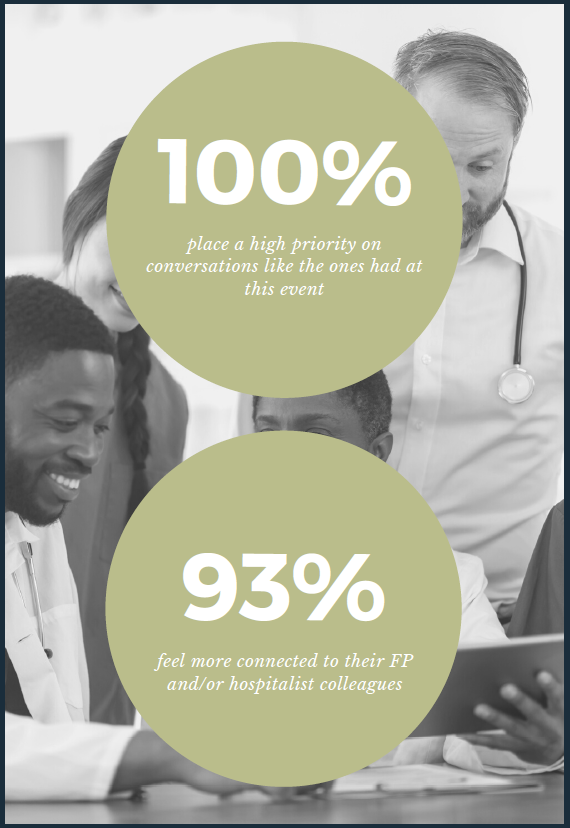 100%
place a high priority on
conversations like the ones had at
this event
93%
feel more connected to their FP
and/or hospitalist colleagues